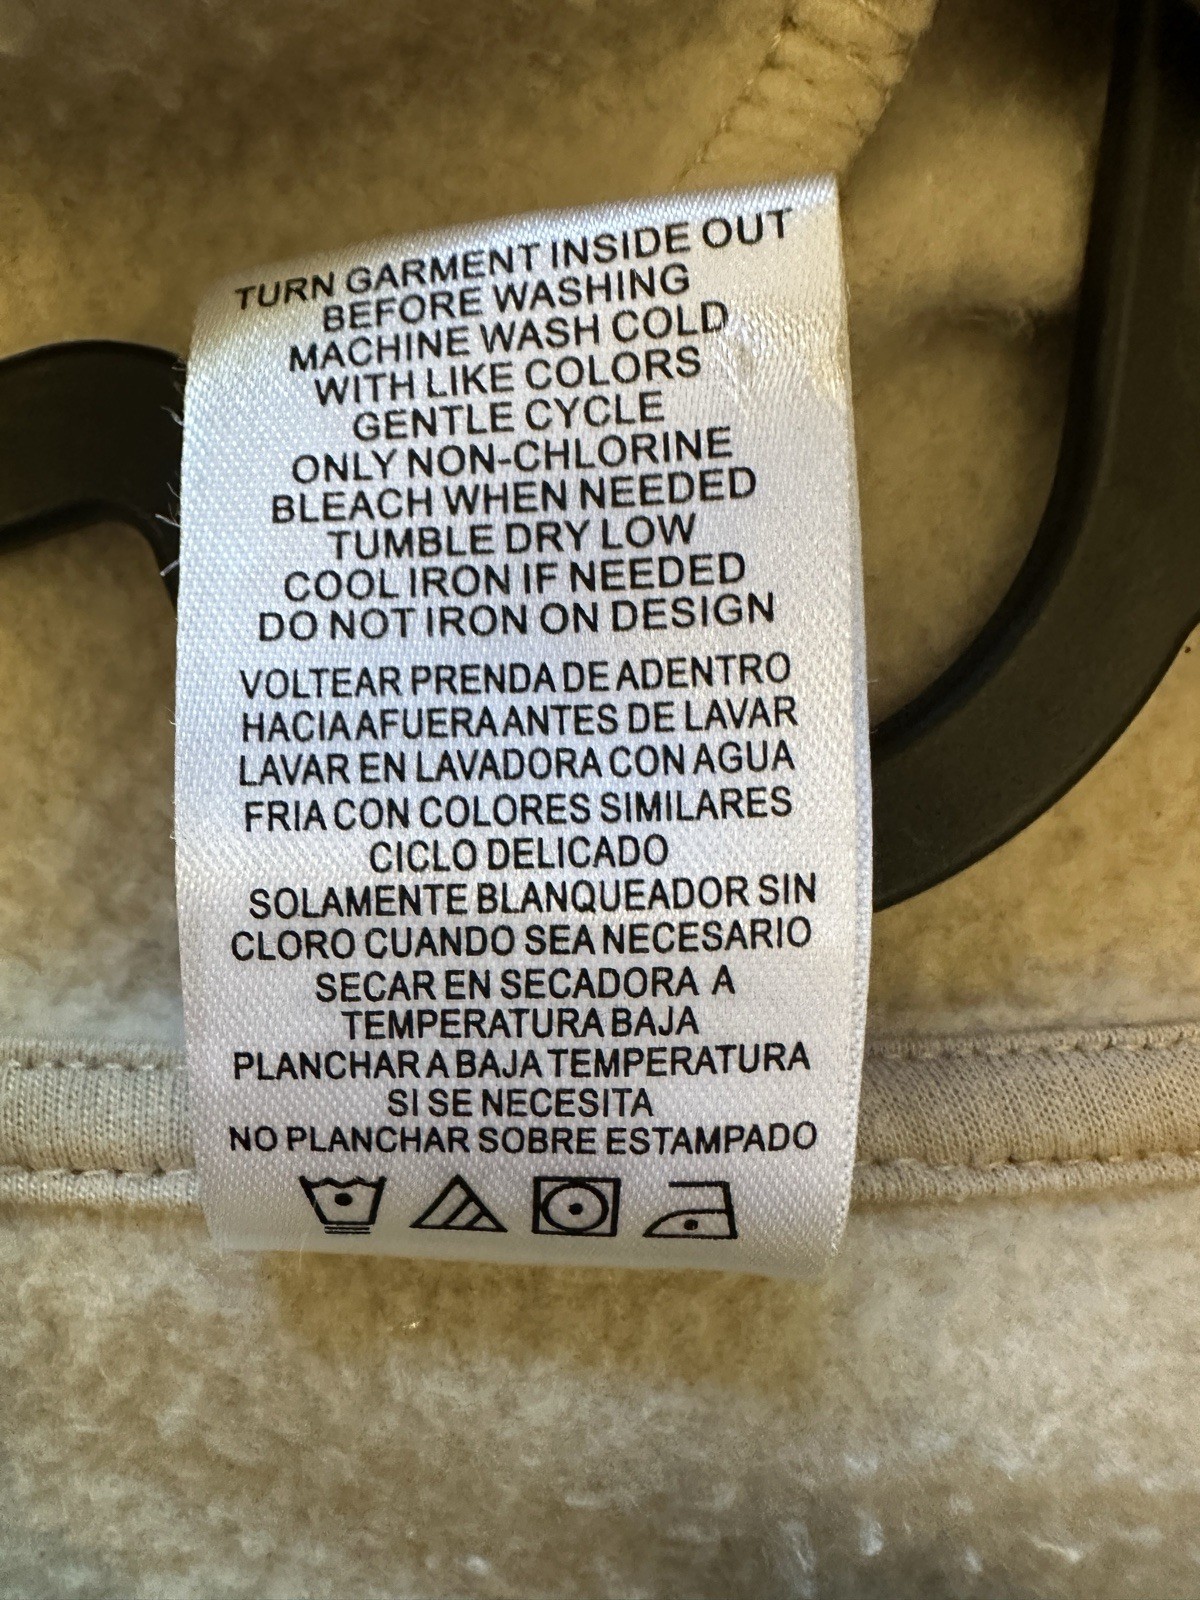 TURN GARMENT INSIDE OUT
BEFORE WASHING
MACHINE WASH COLD
WITH LIKE COLORS
GENTLE CYCLE
ONLY NON-CHLORINE
BLEACH WHEN NEEDED
TUMBLE DRY LOW
COOL IRON IF NEEDED
DO NOT IRON ON DESIGN
VOLTEAR PRENDA DE ADENTRO
HACIA AFUERA ANTES DE LAVAR
LAVAR EN LAVADORA CON AGUA
FRIA CON COLORES SIMILARES
CICLO DELICADO
SOLAMENTE BLANQUEADOR SIN
CLORO CUANDO SEA NECESARIO
SECAR EN SECADORA A
TEMPERATURA BAJA
PLANCHAR A BAJA TEMPERATURA
SI SE NECESITA
NO PLANCHAR SOBRE ESTAMPADO